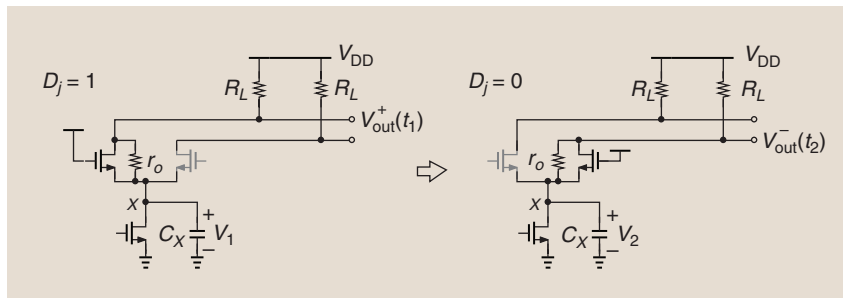 V_DD
D_j = 1
R_L
R_L
V_out^+(t_1)
r_o
x
C_X
+
V_1
–
V_DD
D_j = 0
R_L
R_L
V_out^–(t_2)
r_o
x
C_X
+
V_2
–